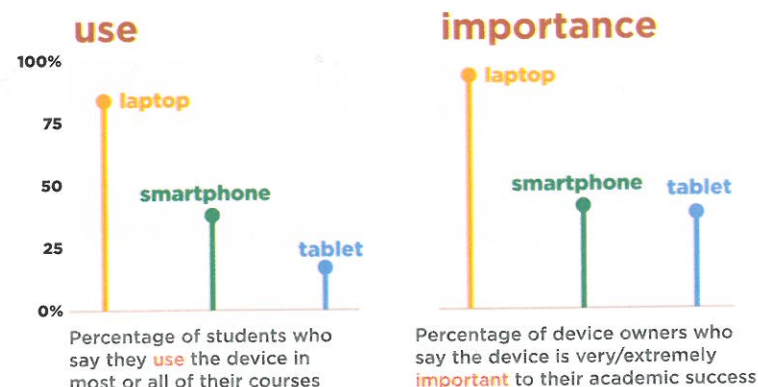 use
100%
laptop
75
50
smartphone
25
tablet
0%
Percentage of students who
say they use the device in
most or all of their courses
importance
laptop
smartphone
tablet
Percentage of device owners who
say the device is very/extremely
important to their academic success